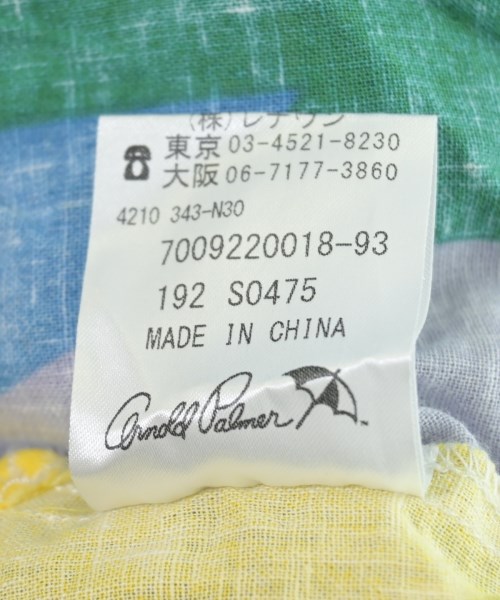 (株)レナウン
東京 03-4521-8230
大阪 06-7177-3860
4210 343-N30
7009220018-93
192 S0475
MADE IN CHINA
Arnold Palmer
TM